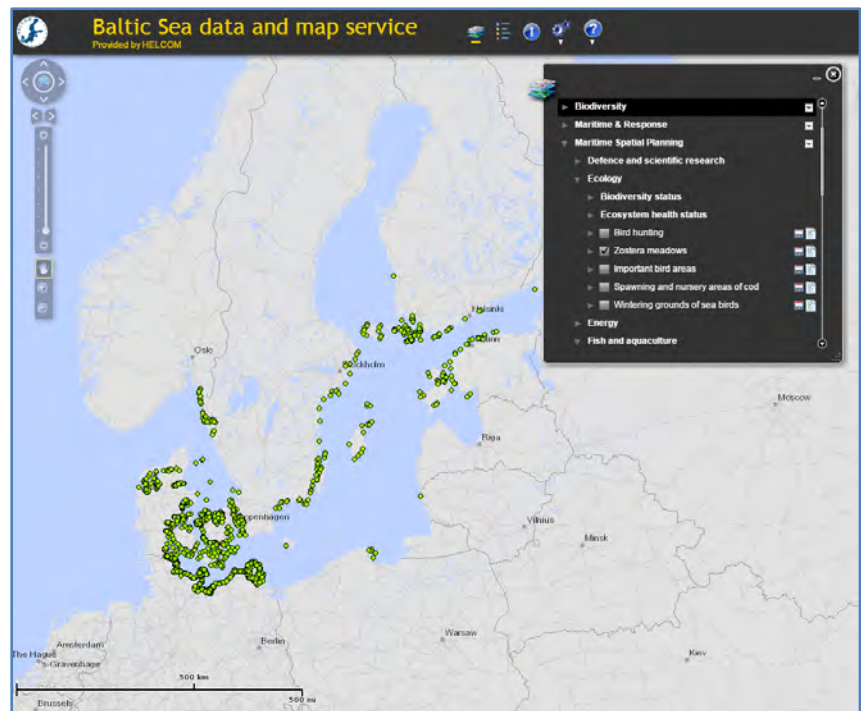 Baltic Sea data and map service
Provided by HELCOM
Biodiversity
Maritime & Response
Maritime Spatial Planning
Defence and scientific research
Ecology
Biodiversity status
Ecosystem health status
Bird hunting
Zostera meadows
Important bird areas
Spawning and nursery areas of cod
Wintering grounds of sea birds
Energy
Fish and aquaculture
Helsinki
Oslo
Moscow
Riga
Vilnius
Minsk
Berlin
Warsaw
Amsterdam
The Hague
Gravenhage
Kiev
500 km
500 mi
Brussels